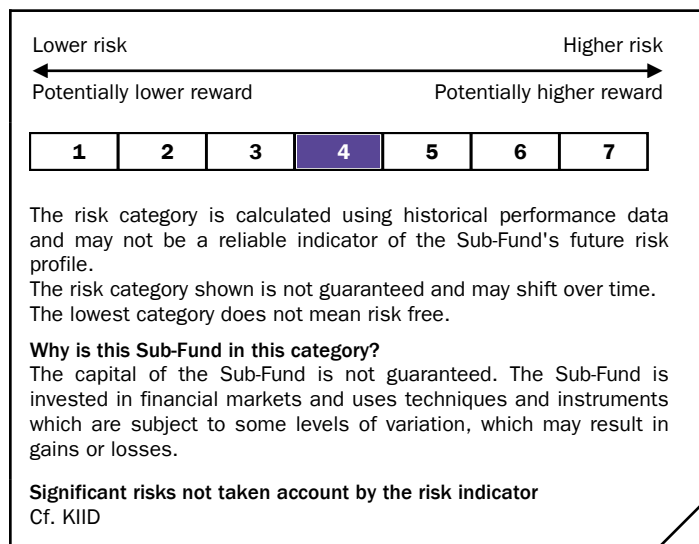 Lower risk Higher risk
Potentially lower reward Potentially higher reward
1 2 3 4 5 6 7
The risk category is calculated using historical performance data
and may not be a reliable indicator of the Sub-Fund's future risk
profile.
The risk category shown is not guaranteed and may shift over time.
The lowest category does not mean risk free.
Why is this Sub-Fund in this category?
The capital of the Sub-Fund is not guaranteed. The Sub-Fund is
invested in financial markets and uses techniques and instruments
which are subject to some levels of variation, which may result in
gains or losses.
Significant risks not taken account by the risk indicator
Cf. KIID